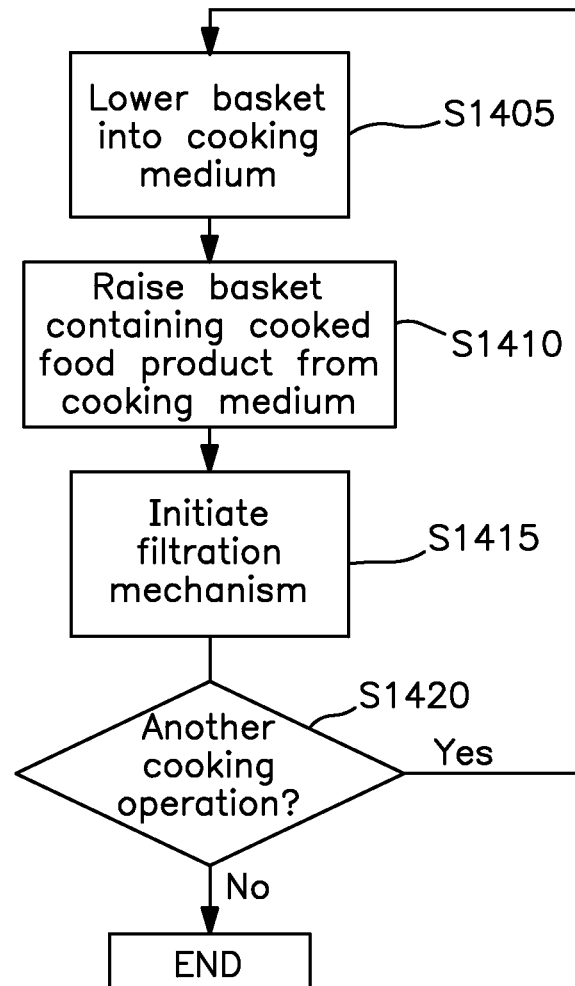 Lower basket
into cooking
medium
S1405
Raise basket
containing cooked
food product from
cooking medium
S1410
Initiate
filtration
mechanism
S1415
S1420
Another
cooking
operation?
Yes
No
END